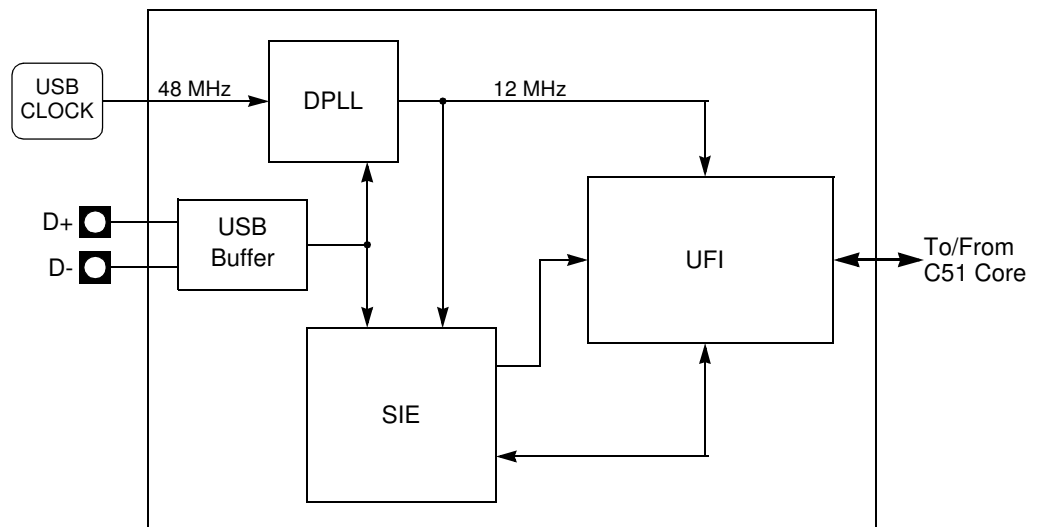 USB
CLOCK
48 MHz
DPLL
12 MHz
D+
D-
USB
Buffer
UFI
To/From
C51 Core
SIE